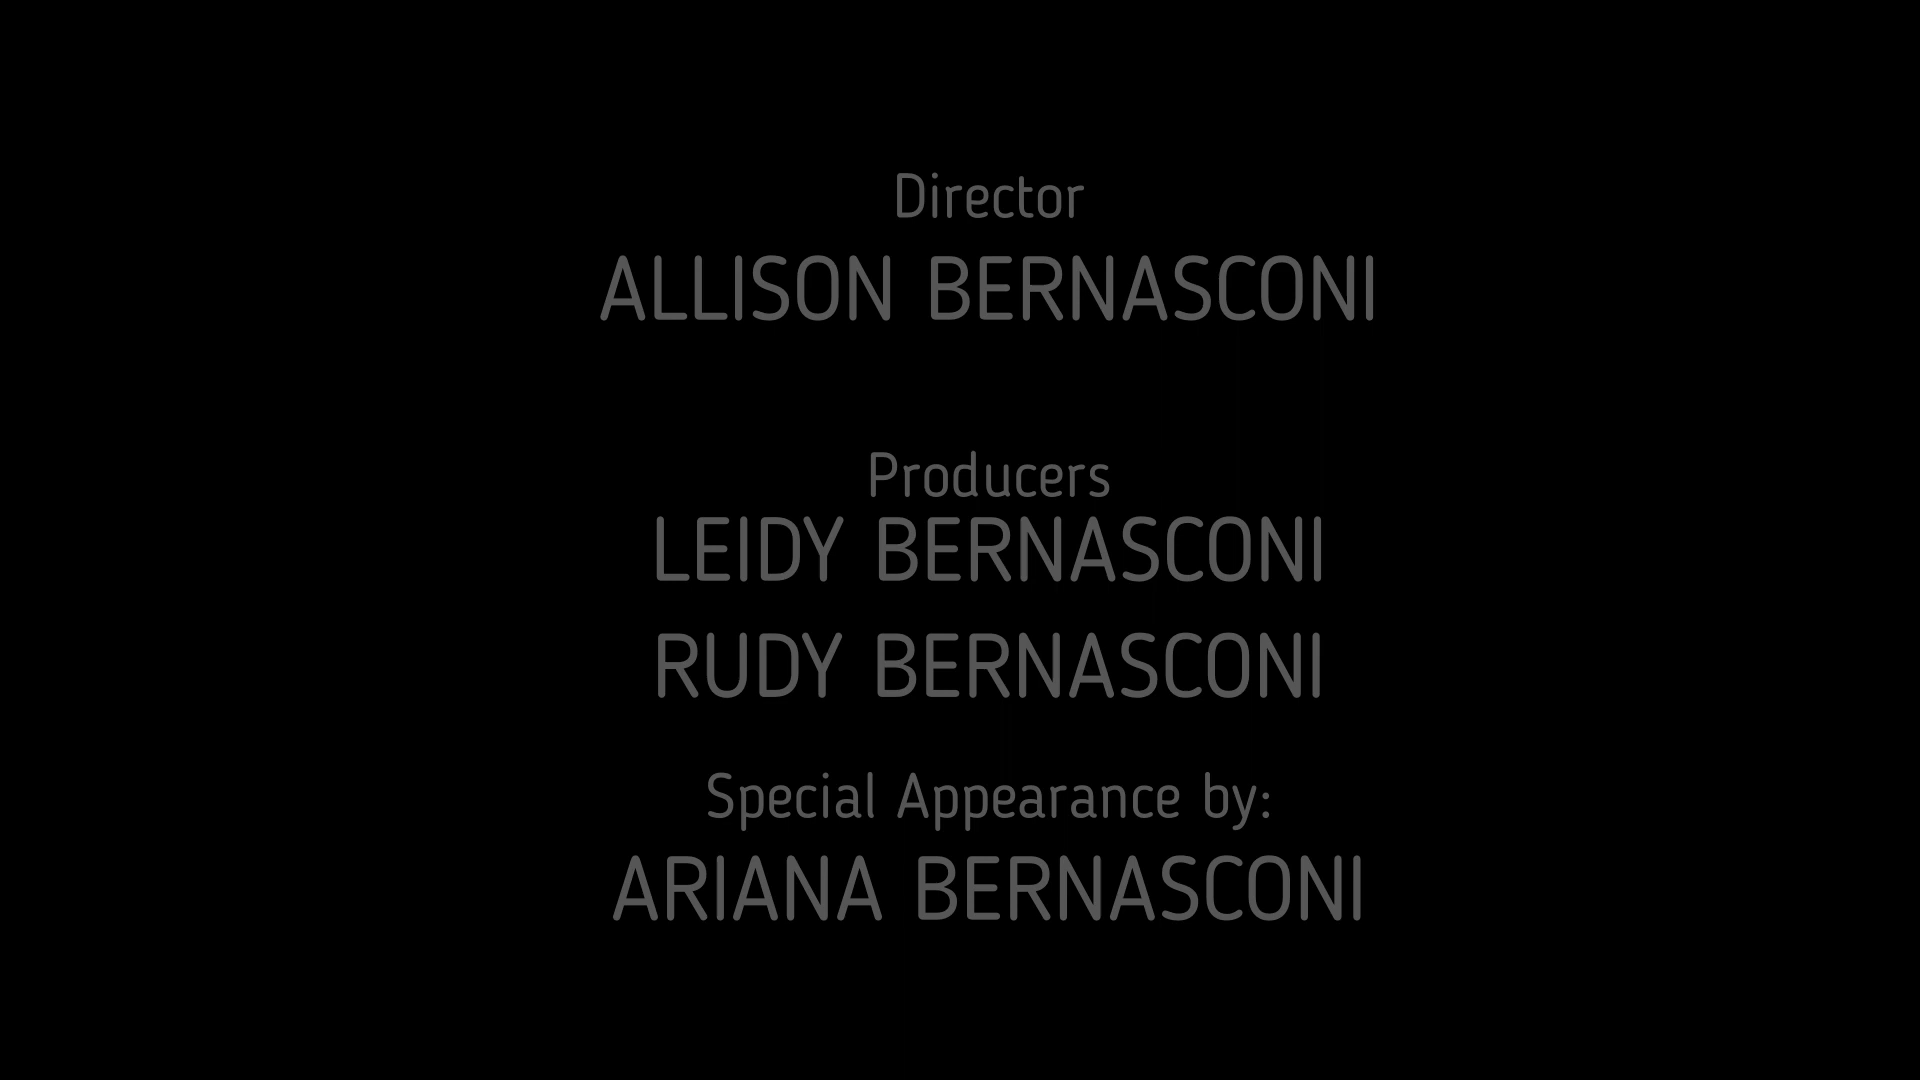 Director
ALLISON BERNASCONI
Producers
LEIDY BERNASCONI
RUDY BERNASCONI
Special Appearance by:
ARIANA BERNASCONI